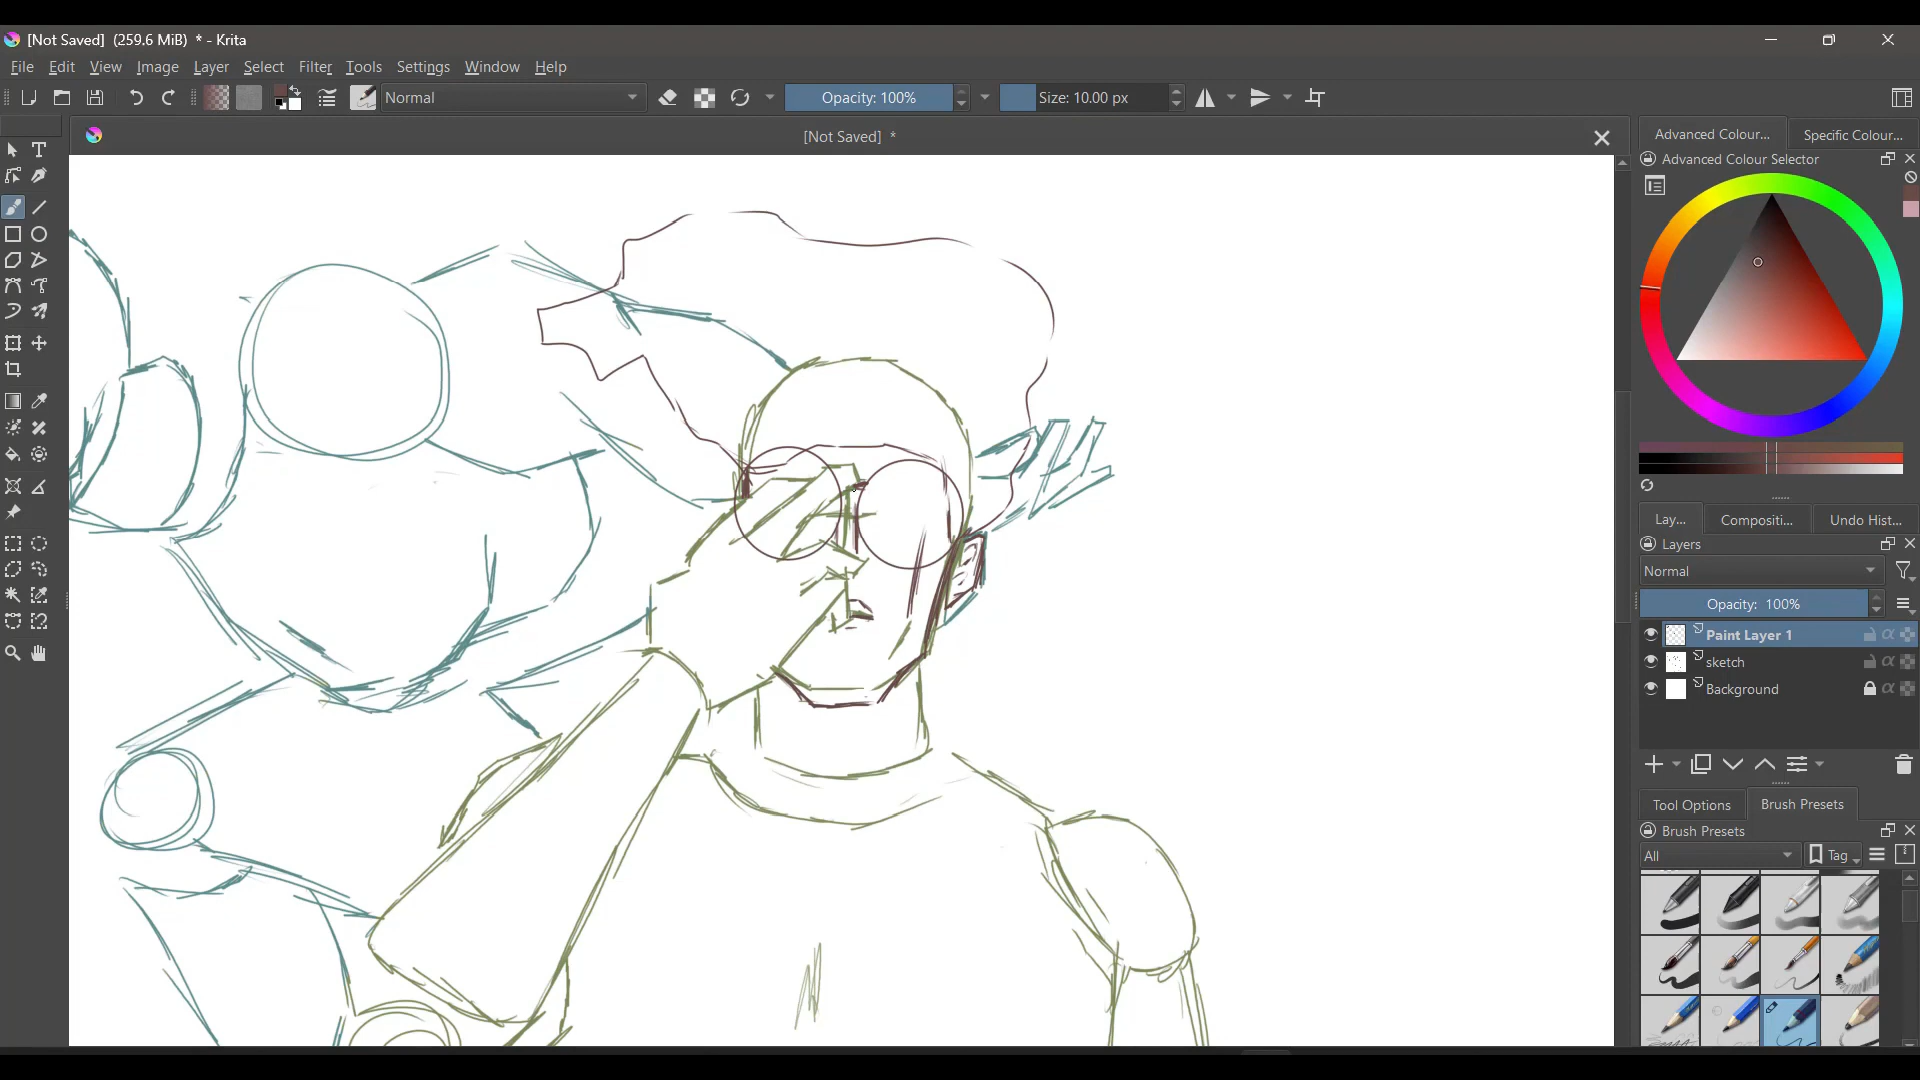 [Not Saved] (259.6 MiB) * - Krita
File Edit View Image Layer Select Filter Tools Settings Window Help
Normal
Opacity: 100%
Size: 10.00 px
[Not Saved] *
Advanced Colour...
Specific Colour...
Advanced Colour Selector
Lay...
Compositi...
Undo Hist...
Layers
Normal
Opacity: 100%
Paint Layer 1
sketch
Background
Tool Options
Brush Presets
Brush Presets
All
Tag